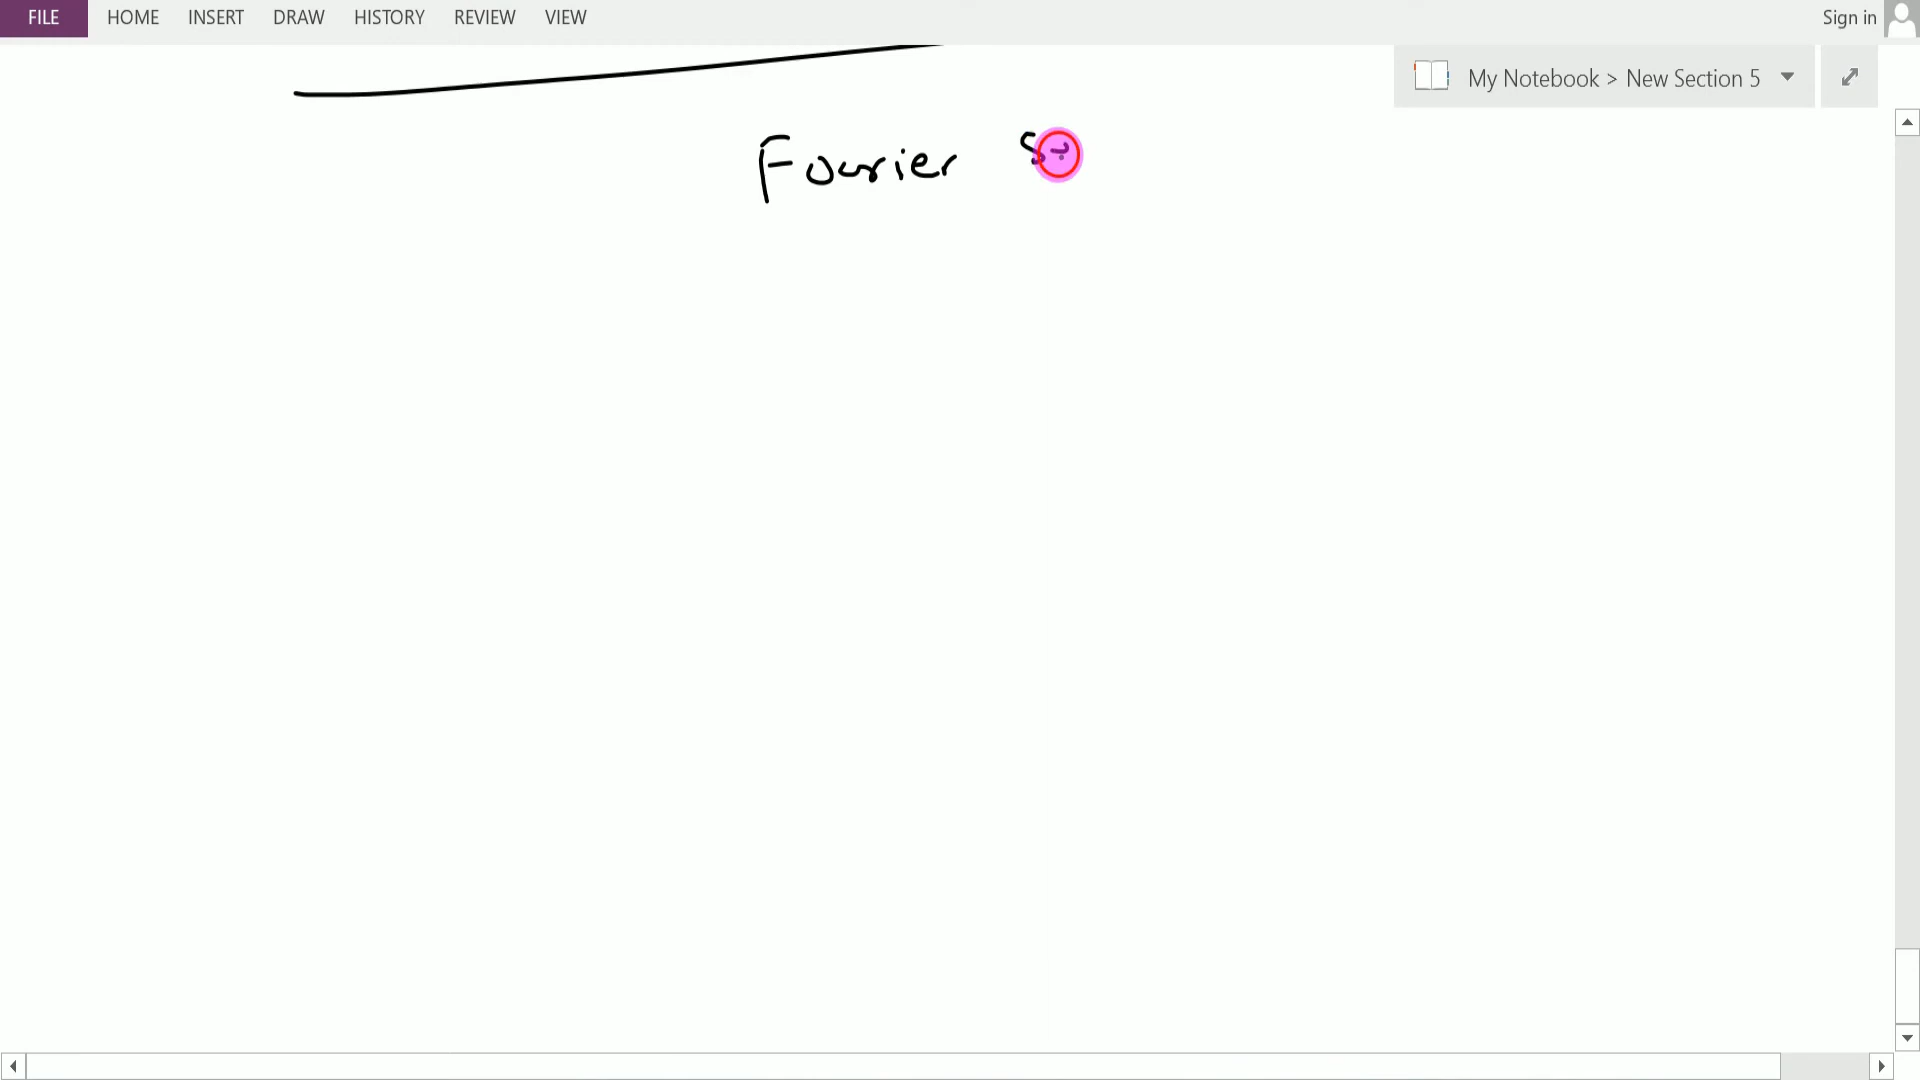 FILE HOME INSERT DRAW HISTORY REVIEW VIEW Sign in
My Notebook > New Section 5
Fourier